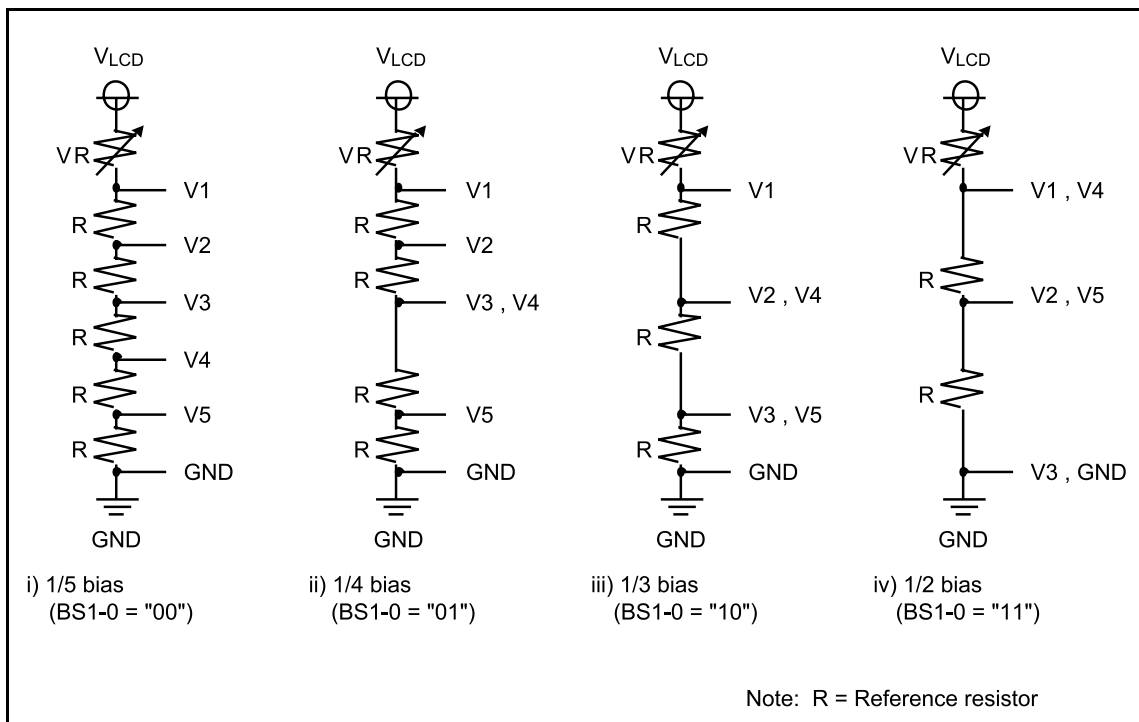 VLCD
VR
V1
R
V2
R
V3
R
V4
R
V5
R
GND
GND
i) 1/5 bias
(BS1-0 = "00")
VLCD
VR
V1
R
V2
R
V3 , V4
R
V5
R
GND
GND
ii) 1/4 bias
(BS1-0 = "01")
VLCD
VR
V1
R
V2 , V4
R
V3 , V5
R
GND
GND
iii) 1/3 bias
(BS1-0 = "10")
VLCD
VR
V1 , V4
R
V2 , V5
R
V3 , GND
GND
iv) 1/2 bias
(BS1-0 = "11")
Note: R = Reference resistor